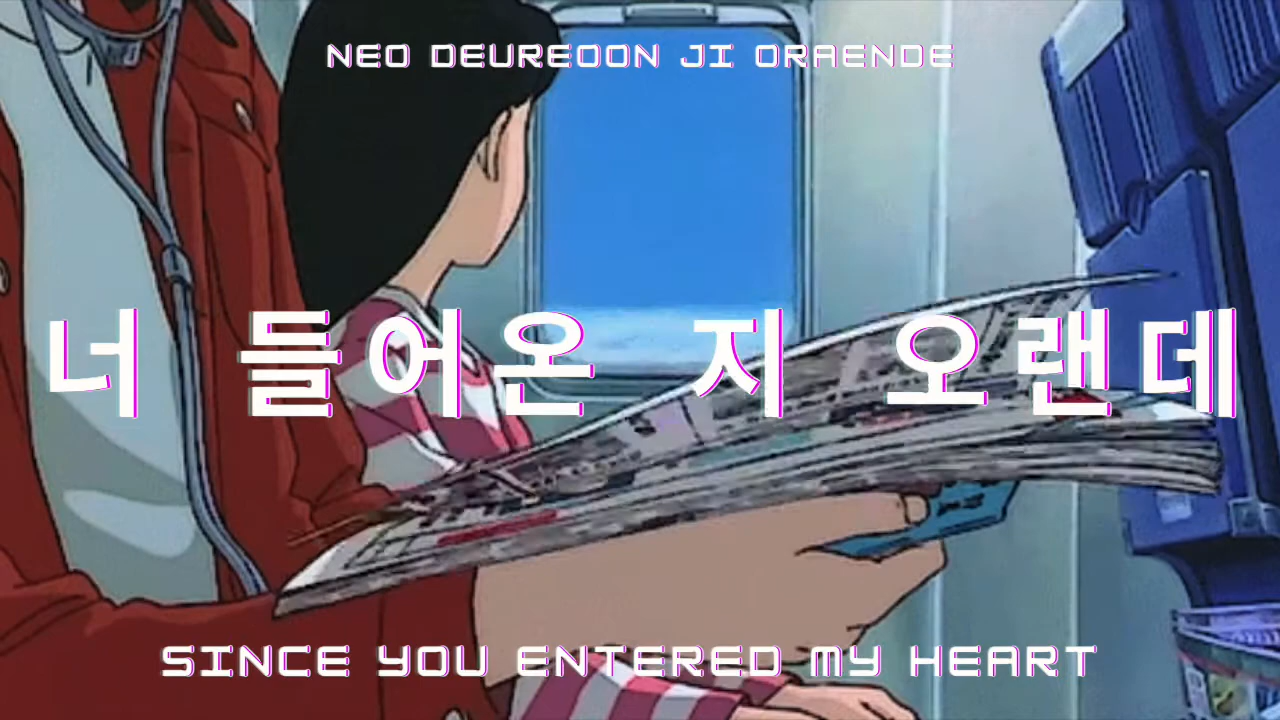 NEO DEUREOON JI ORAENDE
너 들어온 지 오랜데
SINCE YOU ENTERED MY HEART